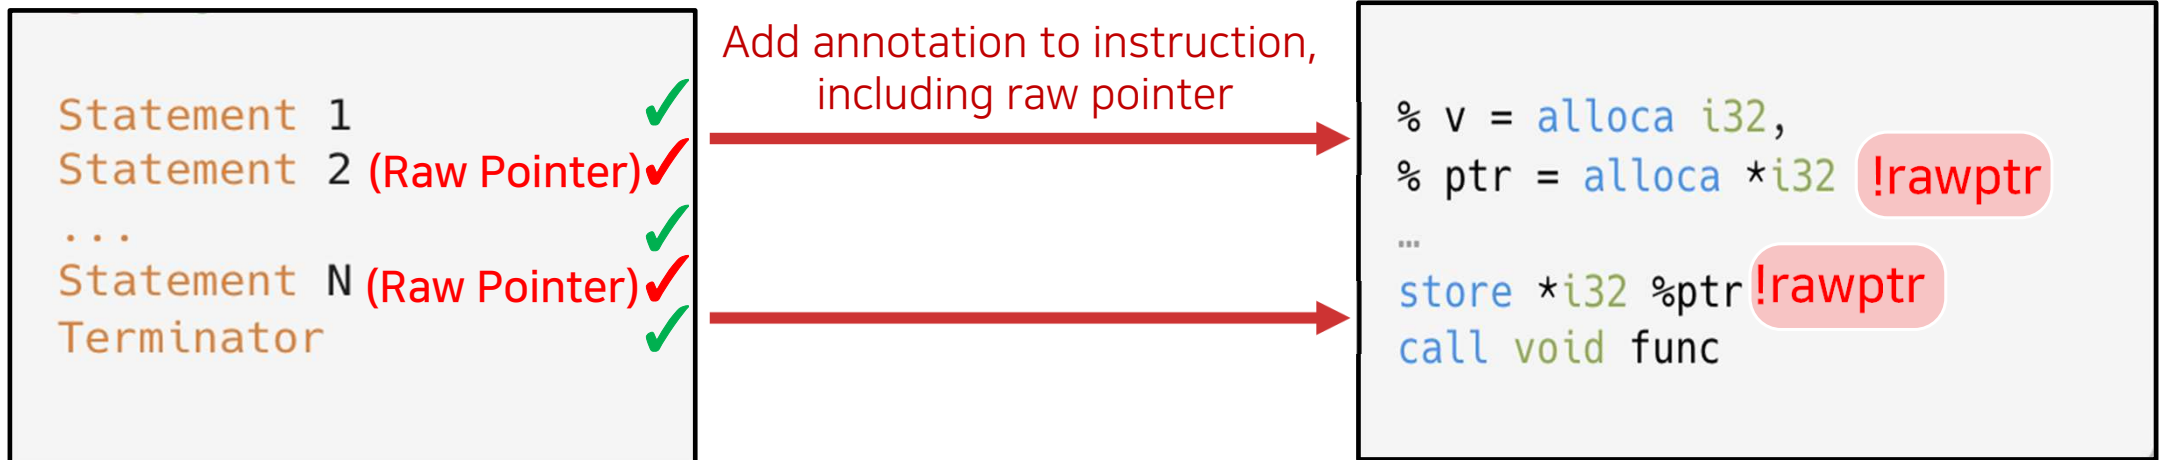 Statement 1
Statement 2 (Raw Pointer)
...
Statement N (Raw Pointer)
Terminator
Add annotation to instruction,
including raw pointer
% v = alloca i32,
% ptr = alloca *i32 !rawptr
...
store *i32 %ptr !rawptr
call void func